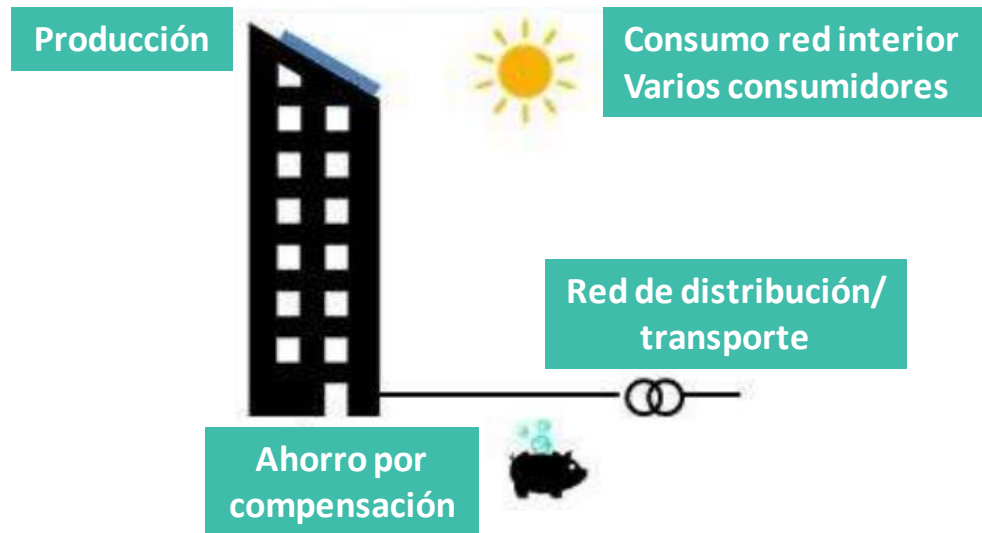 Producción
Consumo red interior
Varios consumidores
Red de distribución/
transporte
Ahorro por
compensación